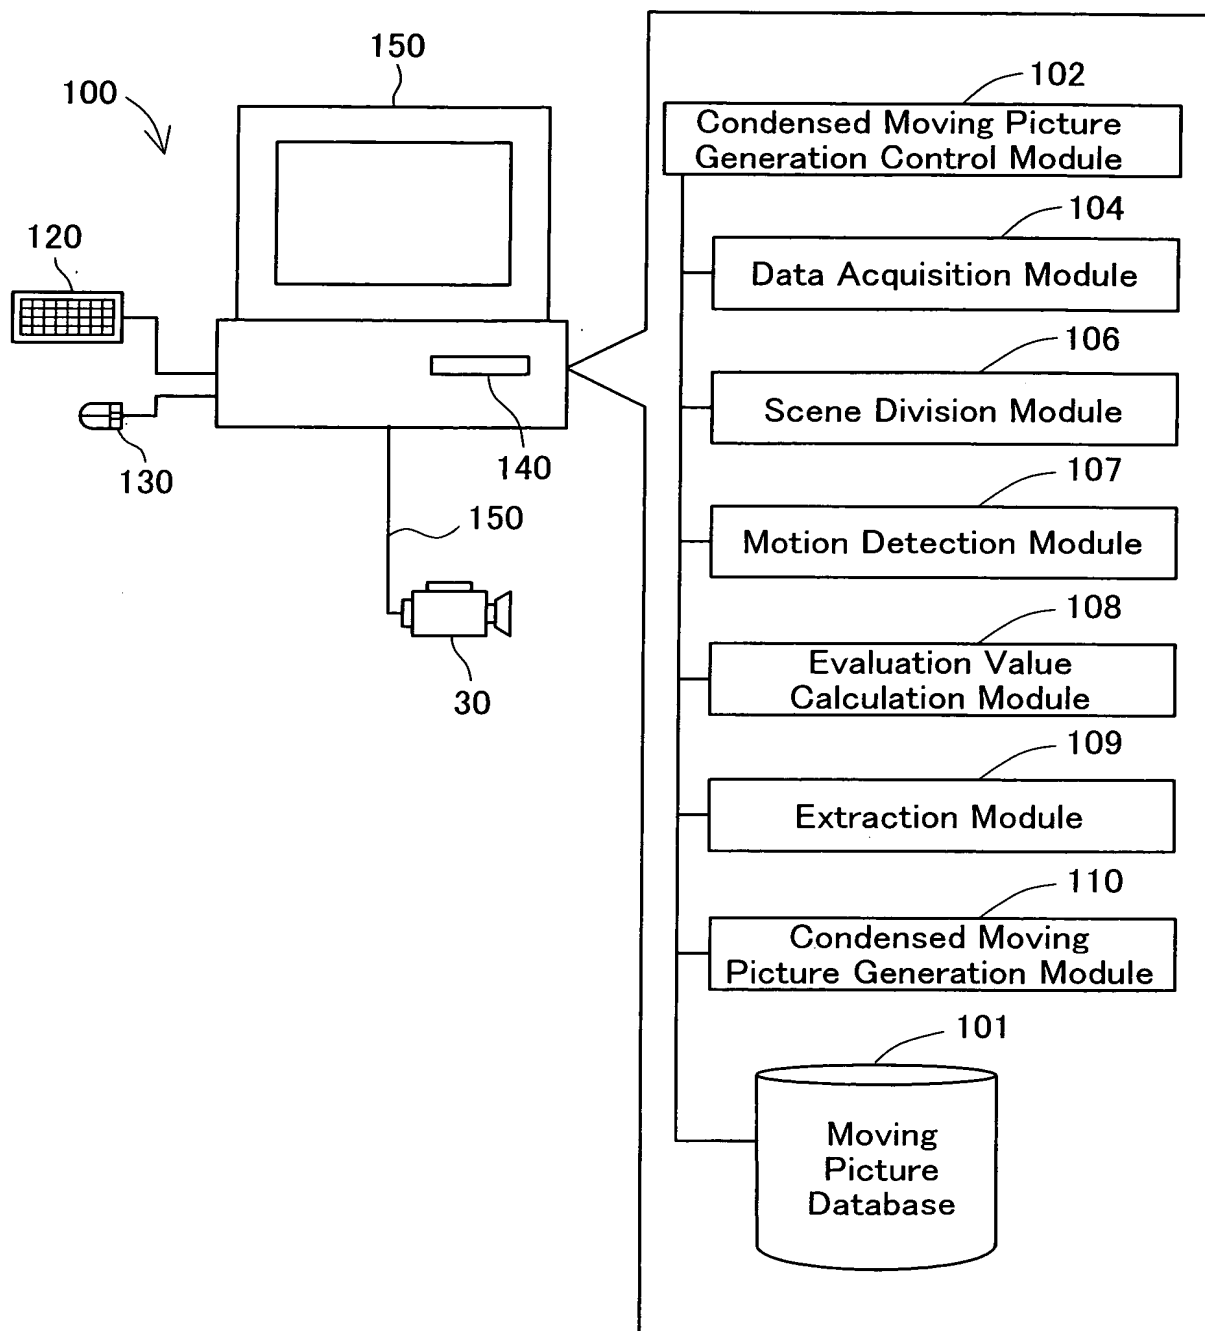 150
100
120
130
140
150
30
102
Condensed Moving Picture
Generation Control Module
104
Data Acquisition Module
106
Scene Division Module
107
Motion Detection Module
108
Evaluation Value
Calculation Module
109
Extraction Module
110
Condensed Moving
Picture Generation Module
101
Moving
Picture
Database